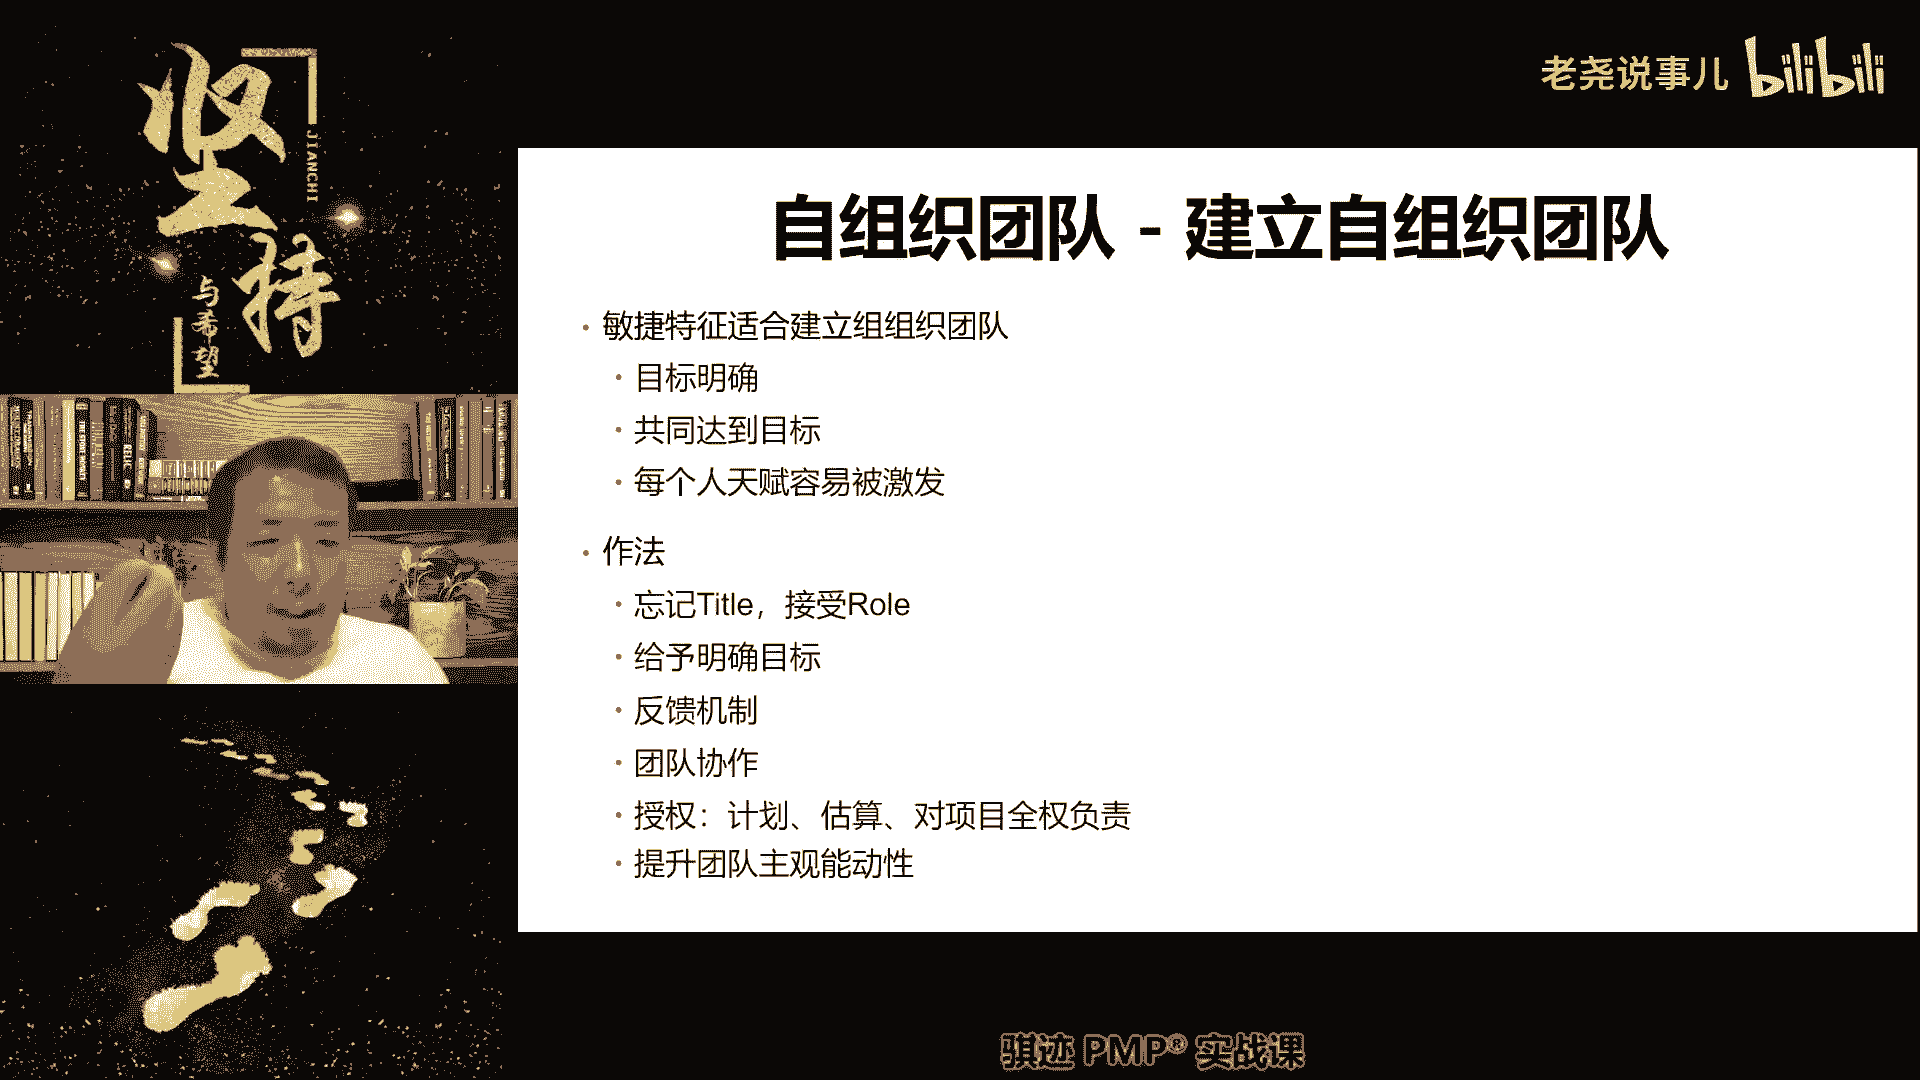 坚持
JIANCHI
与希望
老尧说事儿 bilibili
自组织团队 - 建立自组织团队
• 敏捷特征适合建立组组织团队
• 目标明确
• 共同达到目标
• 每个人天赋容易被激发
• 作法
• 忘记Title，接受Role
• 给予明确目标
• 反馈机制
• 团队协作
• 授权：计划、估算、对项目全权负责
• 提升团队主观能动性
骐迹 PMP® 实战课